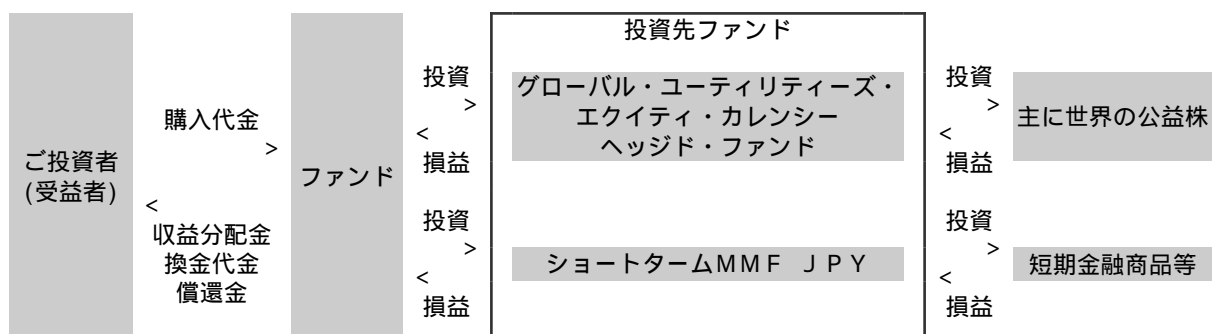 ご投資者
(受益者)
購入代金
>
<
収益分配金
換金代金
償還金
ファンド
投資
>
<
損益
投資
>
<
損益
投資先ファンド
グローバル・ユーティリティーズ・
エクイティ・カレンシー
ヘッジド・ファンド
ショートタームＭＭＦ　ＪＰＹ
投資
>
<
損益
投資
>
<
損益
主に世界の公益株
短期金融商品等